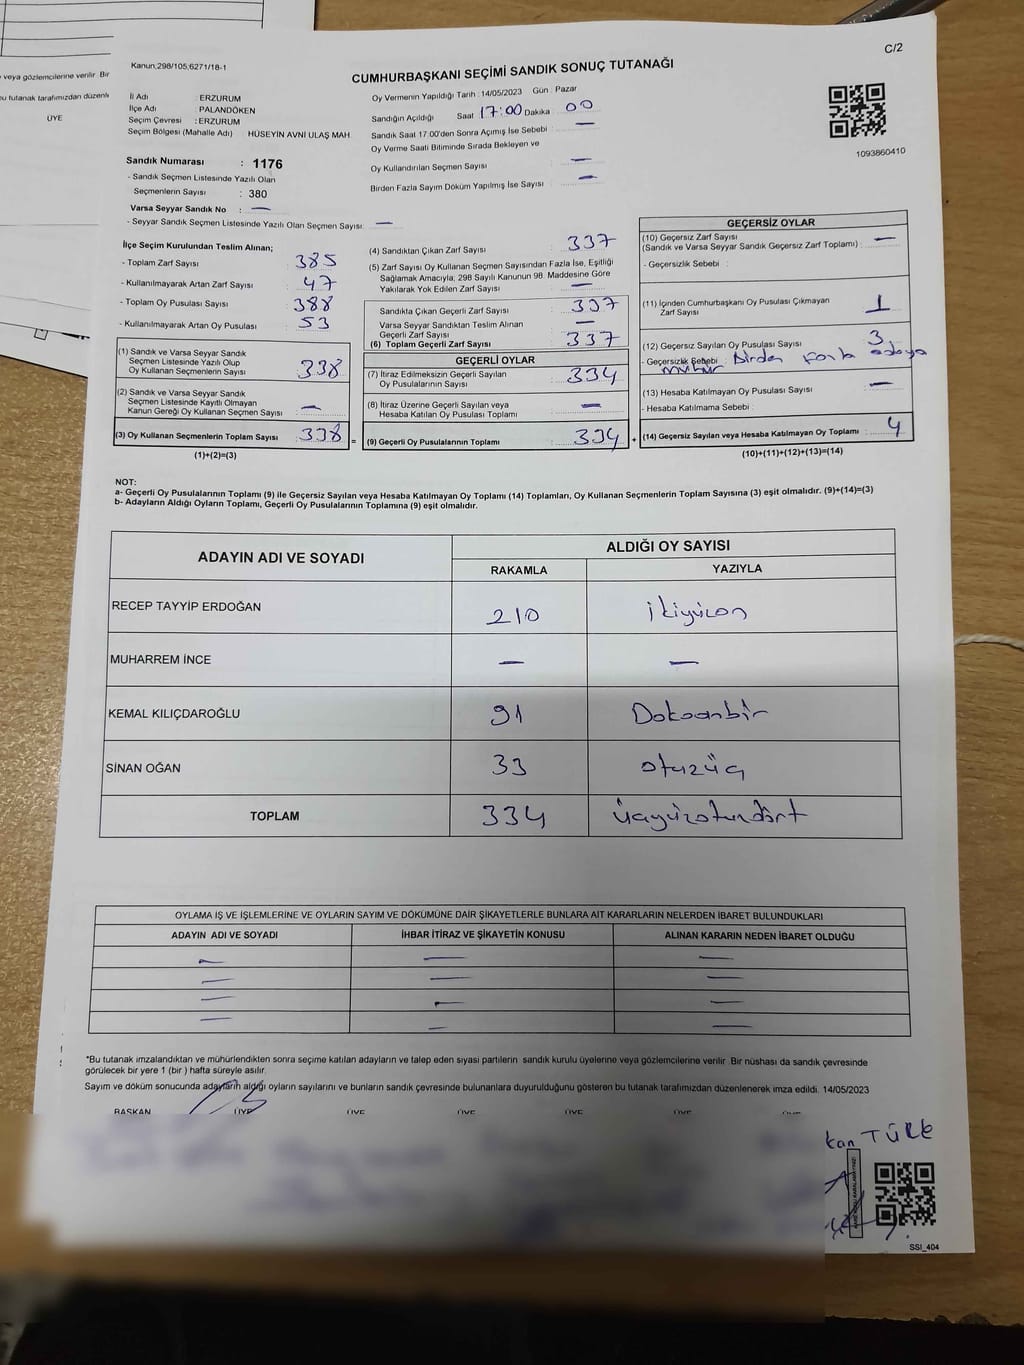 veya gözlemcilerine verilir. Bir
bu tutanak tarafımızdan düzenle
ÜYE
C/2
Kanun;298/105,6271/18-1
CUMHURBAŞKANI SEÇİMİ SANDIK SONUÇ TUTANAĞI
İl Adı : ERZURUM
İlçe Adı : PALANDÖKEN
Seçim Çevresi : ERZURUM
Seçim Bölgesi (Mahalle Adı) HÜSEYİN AVNİ ULAŞ MAH
Oy Vermenin Yapıldığı Tarih : 14/05/2023 Gün : Pazar
Sandığın Açıldığı Saat 17:00 Dakika 00
Sandık Saat 17:00'den Sonra Açımış İse Sebebi : —
Oy Verme Saati Bitiminde Sırada Bekleyen ve
Oy Kullandırılan Seçmen Sayısı : —
Birden Fazla Sayım Döküm Yapılmış İse Sayısı : —
1093860410
Sandık Numarası : 1176
- Sandık Seçmen Listesinde Yazılı Olan
Seçmenlerin Sayısı : 380
Varsa Seyyar Sandık No : —
- Seyyar Sandık Seçmen Listesinde Yazılı Olan Seçmen Sayısı: —
İlçe Seçim Kurulundan Teslim Alınan;
- Toplam Zarf Sayısı : 385
- Kullanılmayarak Artan Zarf Sayısı : 47
- Toplam Oy Pusulası Sayısı : 388
- Kullanılmayarak Artan Oy Pusulası : 53
(1) Sandık ve Varsa Seyyar Sandık
Seçmen Listesinde Yazılı Olup
Oy Kullanan Seçmenlerin Sayısı : 338
(2) Sandık ve Varsa Seyyar Sandık
Seçmen Listesinde Kayıtlı Olmayan
Kanun Gereği Oy Kullanan Seçmen Sayısı : —
(3) Oy Kullanan Seçmenlerin Toplam Sayısı : 338 =
(1)+(2)=(3)
(4) Sandıktan Çıkan Zarf Sayısı : 337
(5) Zarf Sayısı Oy Kullanan Seçmen Sayısından Fazla İse, Eşitliği
Sağlamak Amacıyla; 298 Sayılı Kanunun 98. Maddesine Göre
Yakılarak Yok Edilen Zarf Sayısı : —
Sandıkta Çıkan Geçerli Zarf Sayısı : 337
Varsa Seyyar Sandıktan Teslim Alınan
Geçerli Zarf Sayısı : —
(6) Toplam Geçerli Zarf Sayısı : 337
GEÇERLİ OYLAR
(7) İtiraz Edilmeksizin Geçerli Sayılan
Oy Pusulalarının Sayısı : 334
(8) İtiraz Üzerine Geçerli Sayılan veya
Hesaba Katılan Oy Pusulası Toplamı : —
(9) Geçerli Oy Pusulalarının Toplamı : 334 +
GEÇERSİZ OYLAR
(10) Geçersiz Zarf Sayısı
(Sandık ve Varsa Seyyar Sandık Geçersiz Zarf Toplamı) : —
- Geçersizlik Sebebi :
(11) İçinden Cumhurbaşkanı Oy Pusulası Çıkmayan
Zarf Sayısı : 1
(12) Geçersiz Sayılan Oy Pusulası Sayısı : 3
- Geçersizlik Sebebi : Birden Fazla adaya
mühür
(13) Hesaba Katılmayan Oy Pusulası Sayısı : —
- Hesaba Katılmama Sebebi :
(14) Geçersiz Sayılan veya Hesaba Katılmayan Oy Toplamı : 4
(10)+(11)+(12)+(13)=(14)
NOT:
a- Geçerli Oy Pusulalarının Toplamı (9) ile Geçersiz Sayılan veya Hesaba Katılmayan Oy Toplamı (14) Toplamları, Oy Kullanan Seçmenlerin Toplam Sayısına (3) eşit olmalıdır. (9)+(14)=(3)
b- Adayların Aldığı Oyların Toplamı, Geçerli Oy Pusulalarının Toplamına (9) eşit olmalıdır.
ADAYIN ADI VE SOYADI
ALDIĞI OY SAYISI
RAKAMLA YAZIYLA
RECEP TAYYİP ERDOĞAN 210 ikiyüzon
MUHARREM İNCE — —
KEMAL KILIÇDAROĞLU 91 Doksanbir
SİNAN OĞAN 33 otuzüç
TOPLAM 334 üçyüzotuzdört
OYLAMA İŞ VE İŞLEMLERİNE VE OYLARIN SAYIM VE DÖKÜMÜNE DAİR ŞİKAYETLERLE BUNLARA AİT KARARLARIN NELERDEN İBARET BULUNDUKLARI
ADAYIN ADI VE SOYADI İHBAR İTİRAZ VE ŞİKAYETİN KONUSU ALINAN KARARIN NEDEN İBARET OLDUĞU
— — —
— — —
— — —
— — —
*Bu tutanak imzalandıktan ve mühürlendikten sonra seçime katılan adayların ve talep eden siyasi partilerin sandık kurulu üyelerine veya gözlemcilerine verilir. Bir nüshası da sandık çevresinde
görülecek bir yere 1 (bir ) hafta süreyle asılır.
Sayım ve döküm sonucunda adayların aldığı oyların sayılarını ve bunların sandık çevresinde bulunanlara duyurulduğunu gösteren bu tutanak tarafımızdan düzenlenerek imza edildi. 14/05/2023
BAŞKAN ÜYE ÜYE ÜYE ÜYE ÜYE ÜYE
kan TÜRK
SSI_404